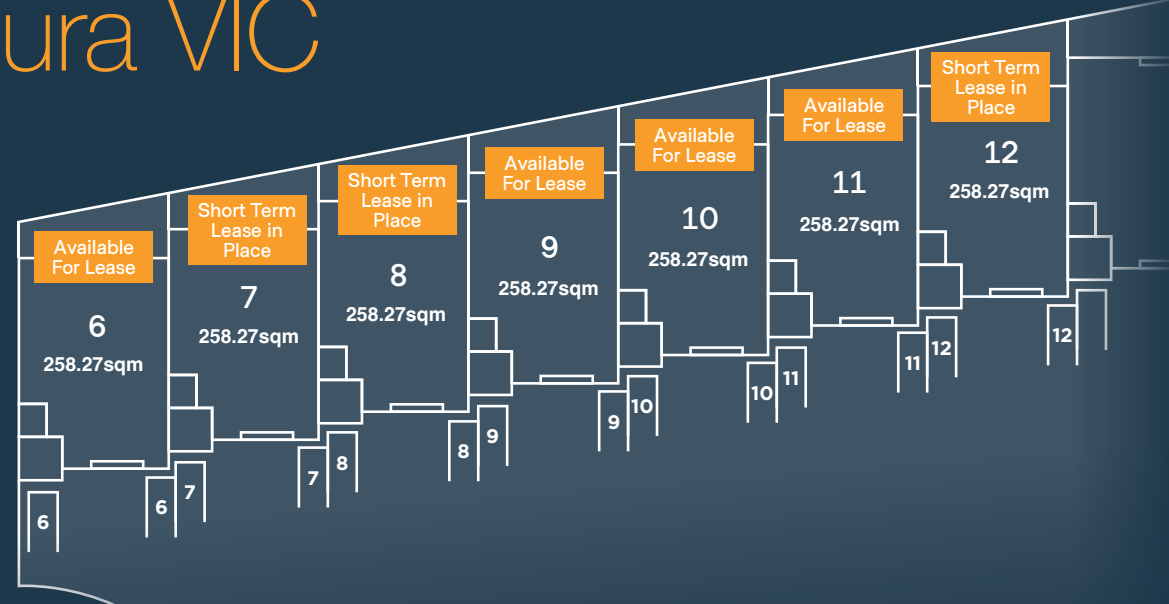 ura VIC
Available
For Lease
6
258.27sqm
Short Term
Lease in
Place
7
258.27sqm
Short Term
Lease in
Place
8
258.27sqm
Available
For Lease
9
258.27sqm
Available
For Lease
10
258.27sqm
Available
For Lease
11
258.27sqm
Short Term
Lease in
Place
12
258.27sqm
6
6
7
7
8
8
9
9
10
10
11
11
12
12